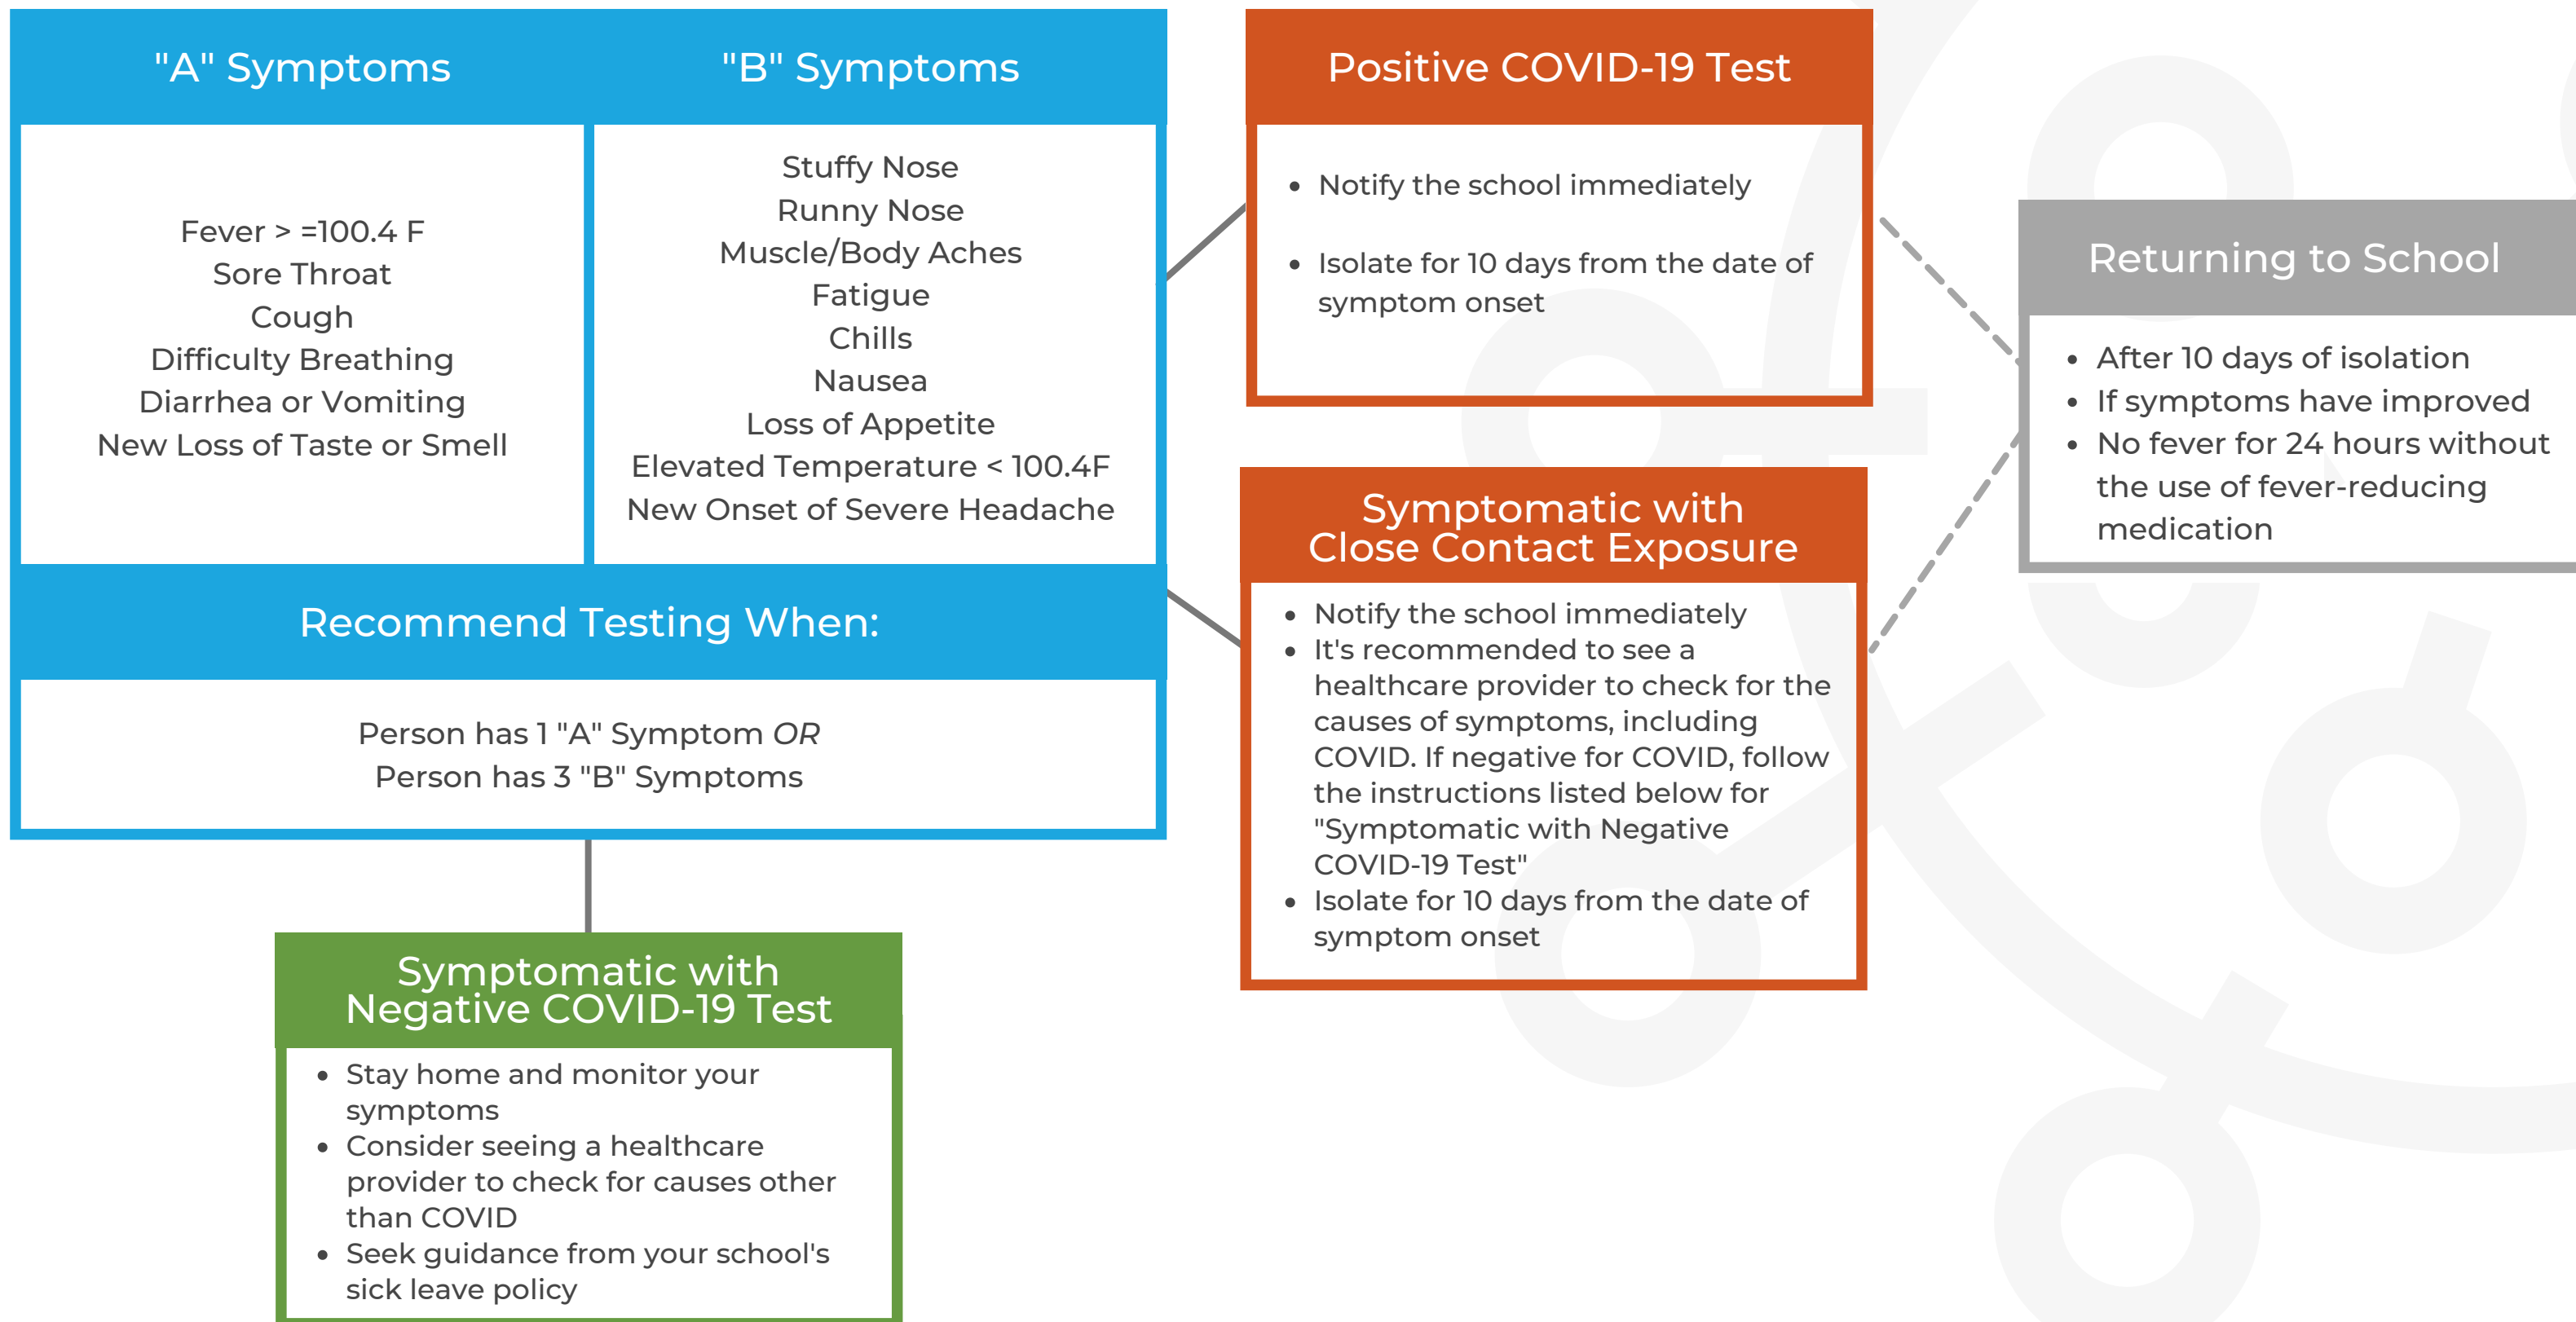 "A" Symptoms
Fever > =100.4 F
Sore Throat
Cough
Difficulty Breathing
Diarrhea or Vomiting
New Loss of Taste or Smell
"B" Symptoms
Stuffy Nose
Runny Nose
Muscle/Body Aches
Fatigue
Chills
Nausea
Loss of Appetite
Elevated Temperature < 100.4F
New Onset of Severe Headache
Recommend Testing When:
Person has 1 "A" Symptom OR
Person has 3 "B" Symptoms
Positive COVID-19 Test
• Notify the school immediately
• Isolate for 10 days from the date of
symptom onset
Symptomatic with
Close Contact Exposure
• Notify the school immediately
• It's recommended to see a
healthcare provider to check for the
causes of symptoms, including
COVID. If negative for COVID, follow
the instructions listed below for
"Symptomatic with Negative
COVID-19 Test"
• Isolate for 10 days from the date of
symptom onset
Returning to School
• After 10 days of isolation
• If symptoms have improved
• No fever for 24 hours without
the use of fever-reducing
medication
Symptomatic with
Negative COVID-19 Test
• Stay home and monitor your
symptoms
• Consider seeing a healthcare
provider to check for causes other
than COVID
• Seek guidance from your school's
sick leave policy